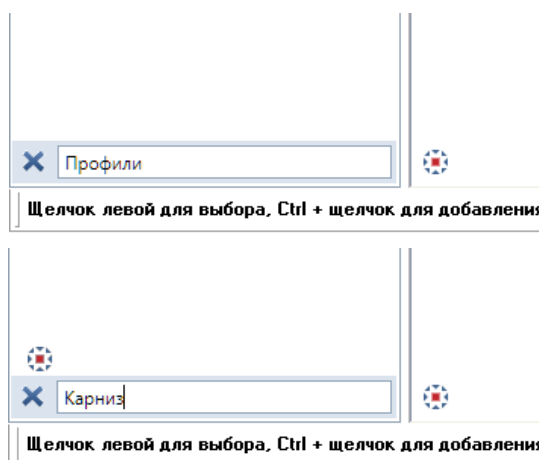 Профили
Щелчок левой для выбора, Ctrl + щелчок для добавления
Карниз
Щелчок левой для выбора, Ctrl + щелчок для добавления